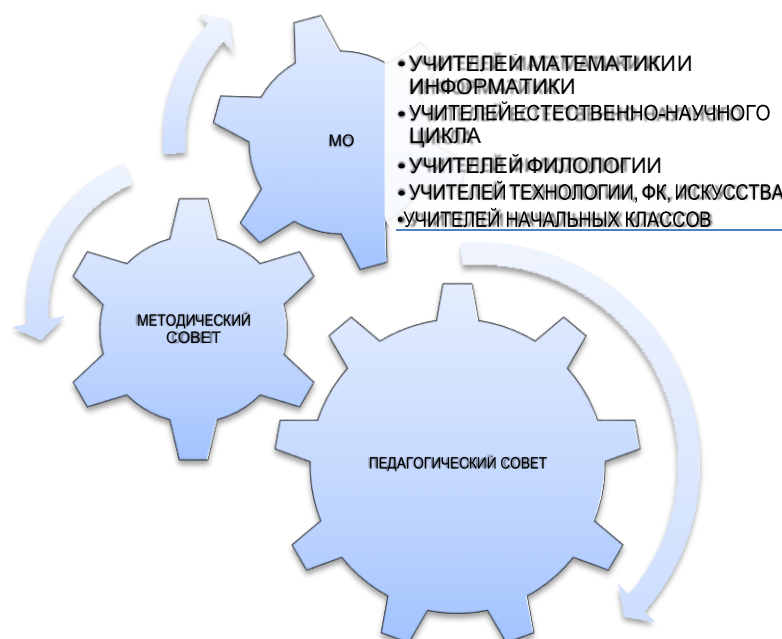 • УЧИТЕЛЕЙ МАТЕМАТИКИ И
ИНФОРМАТИКИ
• УЧИТЕЛЕЙ ЕСТЕСТВЕННО-НАУЧНОГО
ЦИКЛА
• УЧИТЕЛЕЙ ФИЛОЛОГИИ
• УЧИТЕЛЕЙ ТЕХНОЛОГИИ, ФК, ИСКУССТВА
• УЧИТЕЛЕЙ НАЧАЛЬНЫХ КЛАССОВ
МО
МЕТОДИЧЕСКИЙ
СОВЕТ
ПЕДАГОГИЧЕСКИЙ СОВЕТ